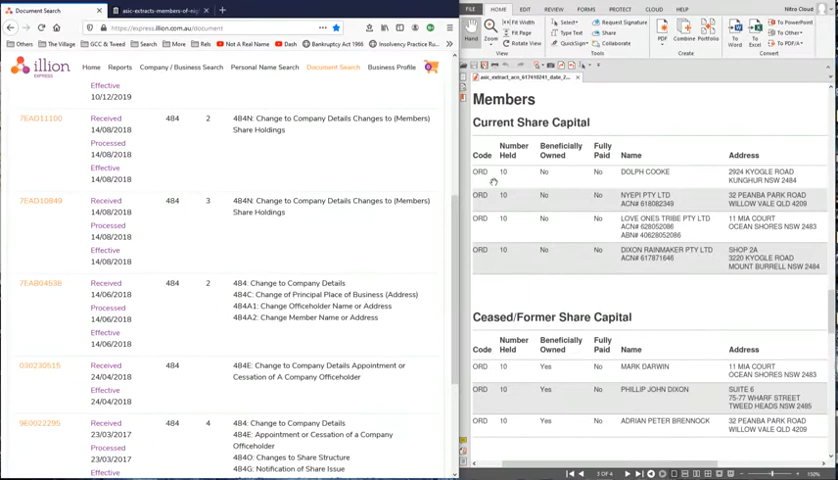 Document Search
asic-extracts-members-of-nig
https://express.illion.com.au/document
Others
The Village
GCC & Tweed
Search
More
Rels
Not A Real Name
Dash
Bankruptcy Act 1966
Insolvency Practice Ru...
illion
EXPRESS
Home
Reports
Company / Business Search
Personal Name Search
Document Search
Business Profile
Effective
10/12/2019
7EAD11100
Received
14/08/2018
Processed
14/08/2018
Effective
14/08/2018
484
2
484N: Change to Company Details Changes to (Members)
Share Holdings
7EAD10849
Received
14/08/2018
Processed
14/08/2018
Effective
14/08/2018
484
3
484N: Change to Company Details Changes to (Members)
Share Holdings
7EAB04538
Received
14/06/2018
Processed
14/06/2018
Effective
14/06/2018
484
2
484: Change to Company Details
484C: Change of Principal Place of Business (Address)
484A1: Change Officeholder Name or Address
484A2: Change Member Name or Address
030230515
Received
24/04/2018
Effective
24/04/2018
484
484E: Change to Company Details Appointment or
Cessation of A Company Officeholder
9E0022295
Received
23/03/2017
Processed
23/03/2017
Effective
484
4
484: Change to Company Details
484E: Appointment or Cessation of a Company
Officeholder
484O: Changes to Share Structure
484G: Notification of Share Issue
FILE
HOME
EDIT
REVIEW
FORMS
PROTECT
CLOUD
HELP
Nitro Cloud
Hand
Zoom
Fit Width
Fit Page
Rotate View
View
Select
Type Text
QuickSign
Request Signature
Share
Collaborate
Tools
PDF
Combine
Portfolio
Create
To Word
To Excel
To PowerPoint
To Other
To PDF/A
Convert
Members
Current Share Capital
Code
Number Held
Beneficially Owned
Fully Paid
Name
Address
ORD 10 No No DOLPH COOKE 2924 KYOGLE ROAD
KUNGHUR NSW 2484
ORD 10 No No NYEPI PTY LTD 32 PEANBA PARK ROAD
ACN# 618082349 WILLOW VALE QLD 4209
ORD 10 No No LOVE ONES TRIBE PTY LTD 11 MIA COURT
ACN# 628052086 OCEAN SHORES NSW 2483
ABN# 40628052086
ORD 10 No No DIXON RAINMAKER PTY LTD SHOP 2A
ACN# 617871646 3220 KYOGLE ROAD
MOUNT BURRELL NSW 2484
Ceased/Former Share Capital
Code
Number Held
Beneficially Owned
Fully Paid
Name
Address
ORD 10 Yes No MARK DARWIN 11 MIA COURT
OCEAN SHORES NSW 2483
ORD 10 Yes No PHILLIP JOHN DIXON SUITE 6
75-77 WHARF STREET
TWEED HEADS NSW 2485
ORD 10 Yes No ADRIAN PETER BRENNOCK 32 PEANBA PARK ROAD
WILLOW VALE QLD 4209
3 OF 4
150%